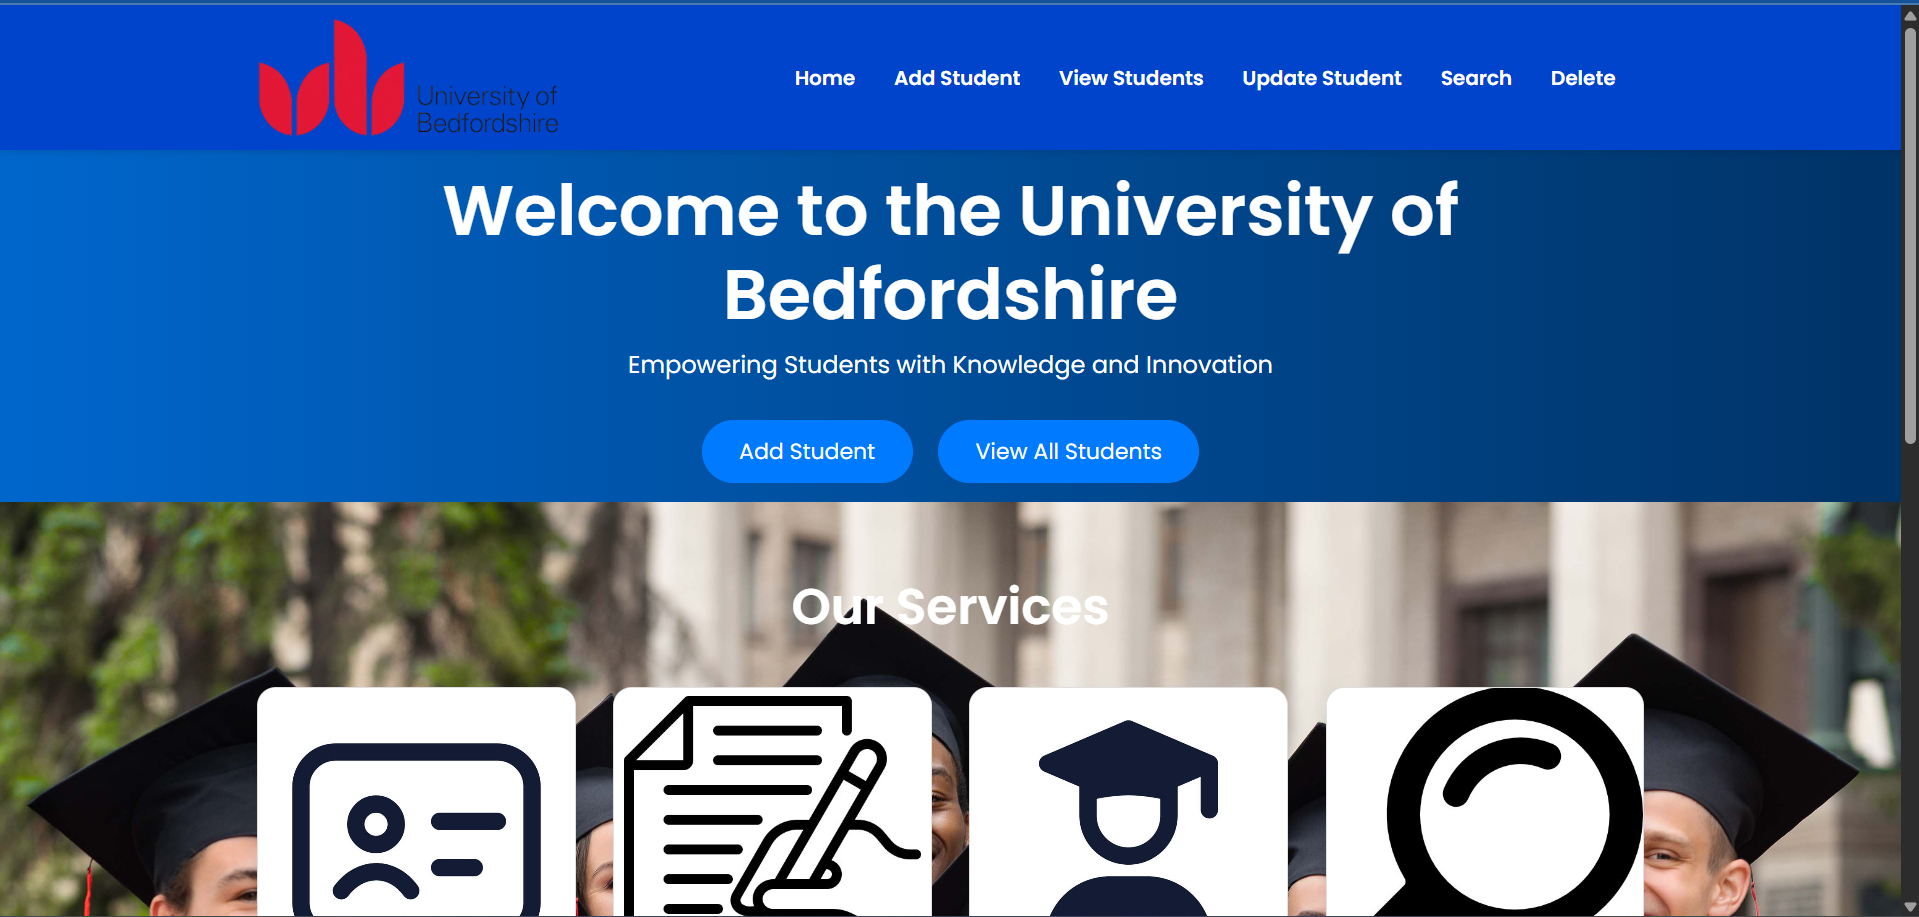 University of
Bedfordshire
Home Add Student View Students Update Student Search Delete
Welcome to the University of
Bedfordshire
Empowering Students with Knowledge and Innovation
Add Student View All Students
Our Services